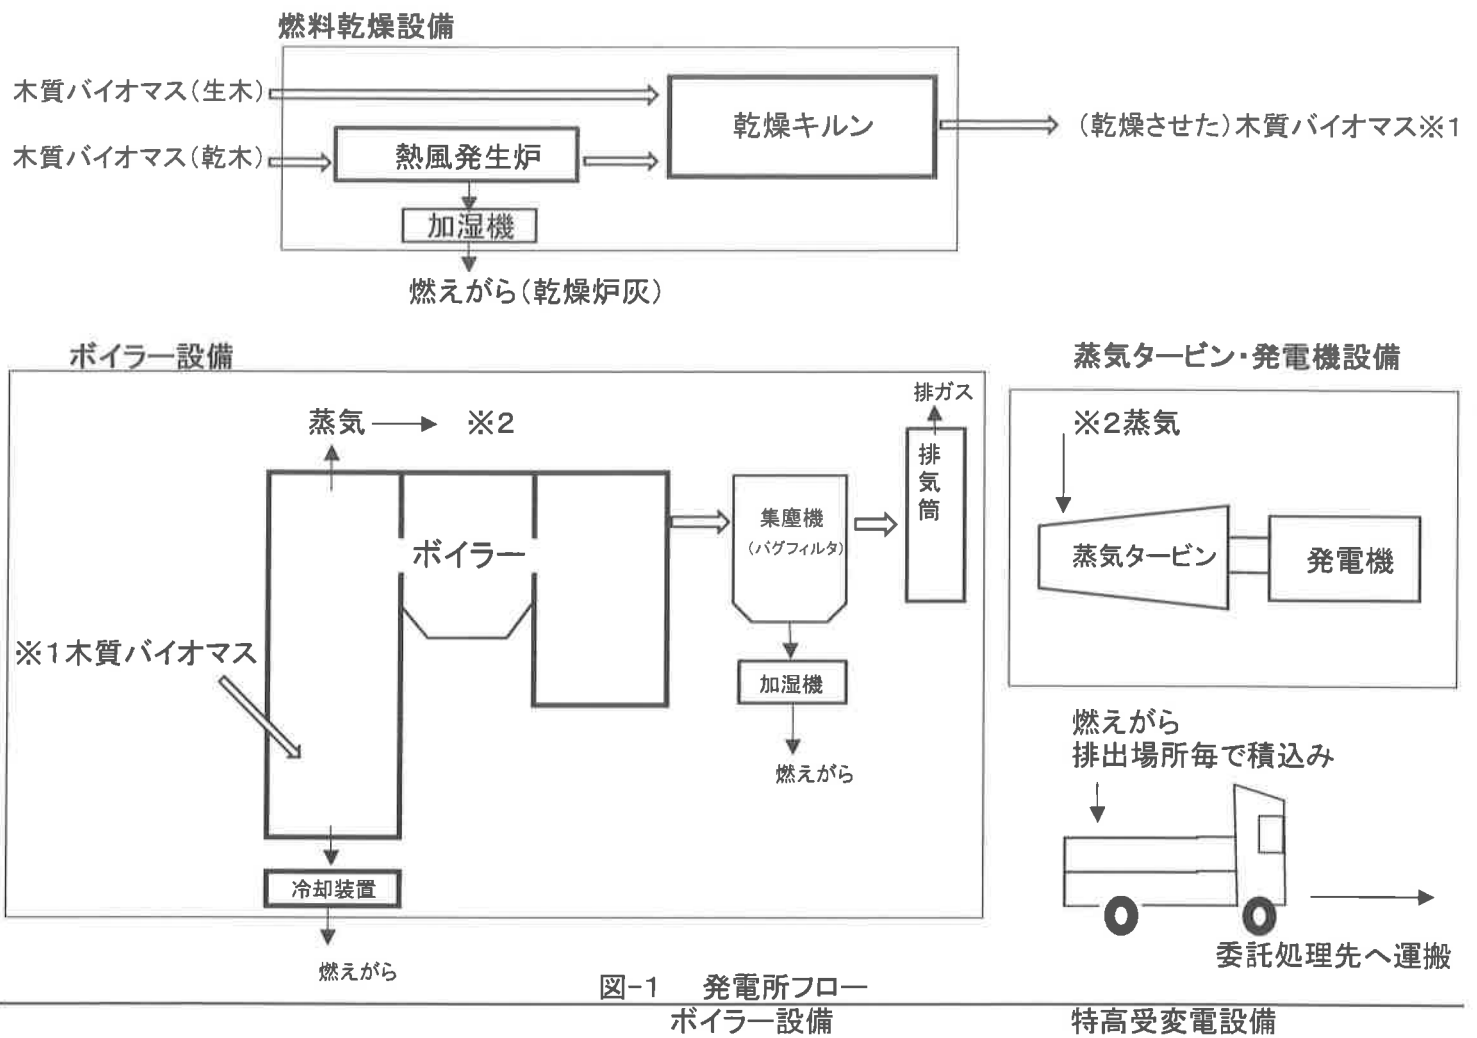 燃料乾燥設備
木質バイオマス(生木)
乾燥キルン
(乾燥させた)木質バイオマス※1
木質バイオマス(乾木)
熱風発生炉
加湿機
燃えがら(乾燥炉灰)
ボイラー設備
蒸気 ※2
排ガス
排気筒
集塵機
(バグフィルタ)
ボイラー
※1木質バイオマス
加湿機
燃えがら
冷却装置
燃えがら
蒸気タービン・発電機設備
※2蒸気
蒸気タービン
発電機
燃えがら
排出場所毎で積込み
委託処理先へ運搬
図-1 発電所フロー
ボイラー設備
特高受変電設備